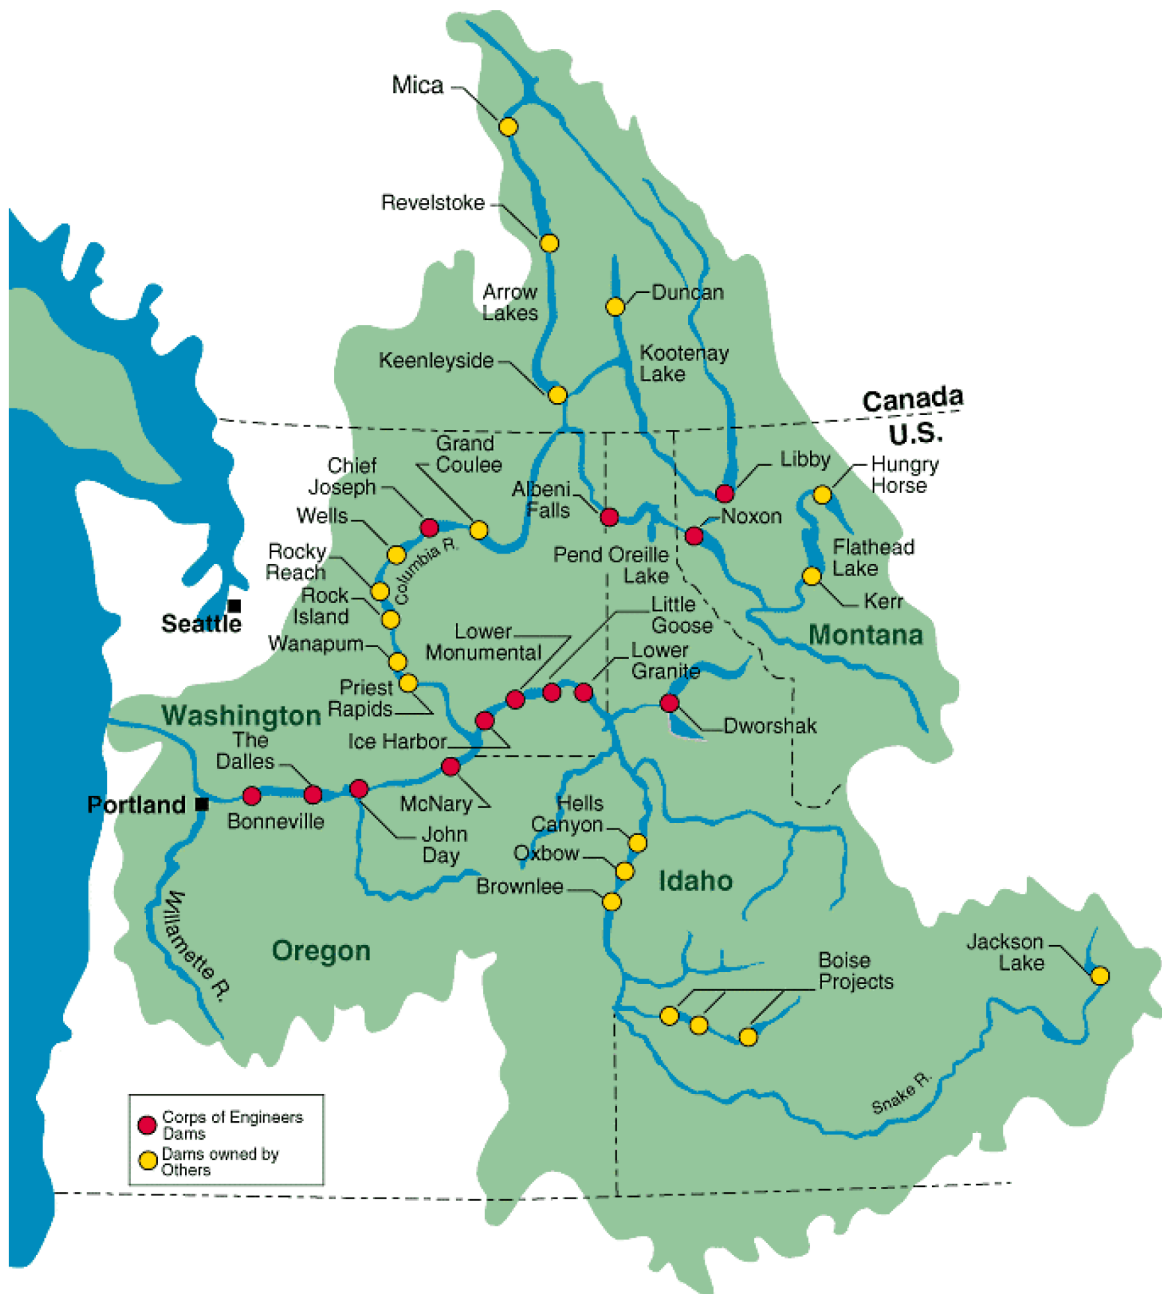 Mica
Revelstoke
Arrow
Lakes
Duncan
Keenleyside
Kootenay
Lake
Canada
U.S.
Grand
Coulee
Chief
Joseph
Albeni
Falls
Libby
Hungry
Horse
Wells
Noxon
Columbia R.
Rocky
Reach
Pend Oreille
Lake
Flathead
Lake
Rock
Island
Kerr
Seattle
Little
Goose
Montana
Wanapum
Lower
Monumental
Lower
Granite
Priest
Rapids
Washington
Ice Harbor
Dworshak
The
Dalles
Portland
Bonneville
McNary
John
Day
Hells
Canyon
Oxbow
Brownlee
Idaho
Willamette R.
Oregon
Boise
Projects
Jackson
Lake
Snake R.
Corps of Engineers
Dams
Dams owned by
Others